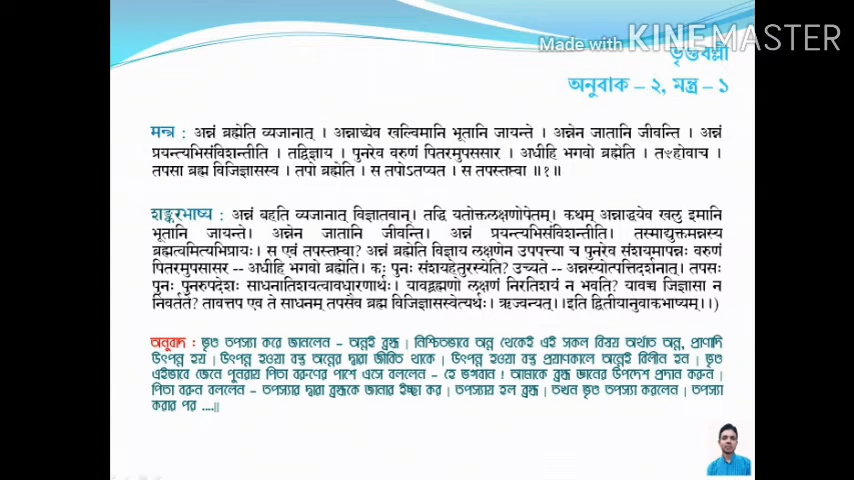 Made with KINEMASTER
ভৃগুবল্লী
অনুবাক – ২, মন্ত্র – ১
मन्त्र : अन्नं ब्रह्मेति व्यजानात् । अन्नाद्ध्येव खल्विमानि भूतानि जायन्ते । अन्नेन जातानि जीवन्ति । अन्नं
प्रयन्त्यभिसंविशन्तीति । तद्विज्ञाय । पुनरेव वरुणं पितरमुपससार । अधीहि भगवो ब्रह्मेति । तꣳहोवाच ।
तपसा ब्रह्म विजिज्ञासस्व । तपो ब्रह्मेति । स तपोऽतप्यत । स तपस्तप्त्वा ॥१॥
शङ्करभाष्य : अन्नं बहति व्यजानात् विज्ञातवान्। तद्धि यतोक्तलक्षणोपेतम्। कथम् अन्नाद्धयेव खलु इमानि
भूतानि जायन्ते। अन्नेन जातानि जीवन्ति। अन्नं प्रयन्त्यभिसंविशन्तीति। तस्माद्युक्तमन्नस्य
ब्रह्मत्वमित्यभिप्रायः। स एवं तपस्तप्त्वा? अन्नं ब्रह्मेति विज्ञाय लक्षणेन उपपत्त्या च पुनरेव संशयमापन्नः वरुणं
पितरमुपासासर -- अधीहि भगवो ब्रह्मेति। कः पुनः संशयहेतुरस्येति? उच्यते -- अन्नस्योत्पत्तिदर्शनात्। तपसः
पुनः पुनरुपदेशः साधनातिशयत्वावधारणार्थः। यावद्ब्रह्मणो लक्षणं निरतिशयं न भवति? यावच्च जिज्ञासा न
निवर्तते? तावत्तप एव ते साधनम् तपसैव ब्रह्म विजिज्ञासस्वेत्यर्थः। ऋज्वन्यत्।।इति द्वितीयानुवाकभाष्यम्।।)
অনুবাদ : ভৃগু তপস্যা করে জানলেন – অন্নই ব্রহ্ম | নিশ্চিতভাবে অন্ন থেকেই এই সকল বিষয় অর্থাত অন্ন, প্রাণাদি
উৎপন্ন হয় | উৎপন্ন হওয়া বস্তু অন্নের দ্বারা জীবিত থাকে | উৎপন্ন হওয়া বস্তু প্রয়াণকালে অন্নেই বিলীন হন | ভৃগু
এইভাবে জেনে পুনরায় পিতা বরুণের পাশে এসে বললেন – হে ভগবান ! আমাকে ব্রহ্ম জ্ঞানের উপদেশ প্রদান করুন |
পিতা বরুন বললেন – তপস্যার দ্বারা ব্রহ্মকে জানার ইচ্ছা কর | তপস্যায় হল ব্রহ্ম | তখন ভৃগু তপস্যা করলেন | তপস্যা
করার পর ....||